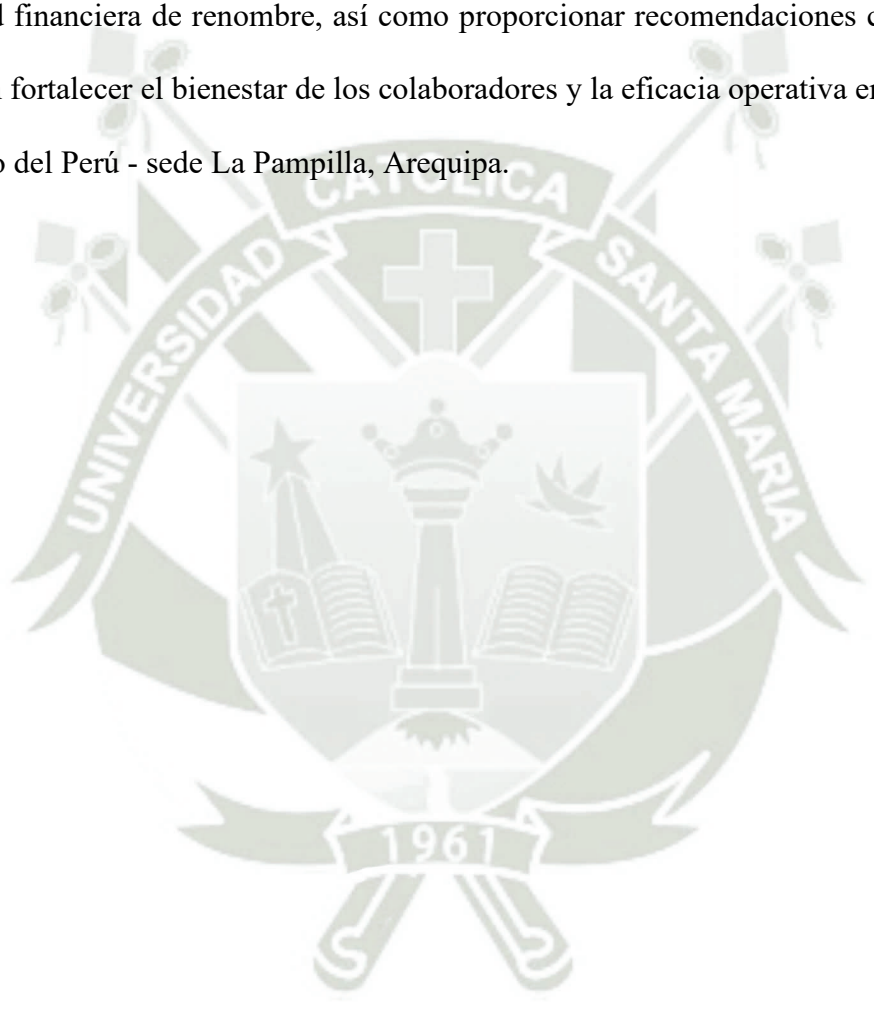 financiera de renombre, así como proporcionar recomendaciones
fortalecer el bienestar de los colaboradores y la eficacia operativa
del Perú - sede La Pampilla, Arequipa.
UNIVERSIDAD CATOLICA SANTA MARIA
1961